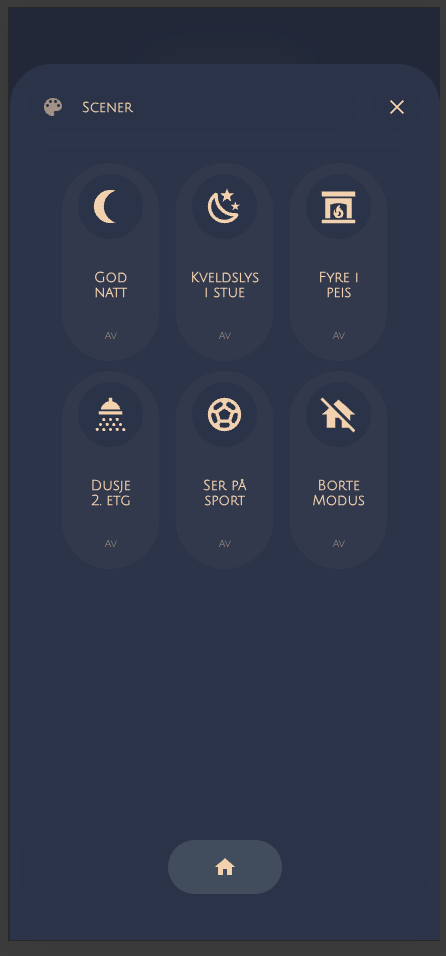 Scener
God
natt
Kveldslys
i stue
Fyre i
peis
av
av
av
Dusje
2. etg
Ser på
sport
Borte
Modus
av
av
av